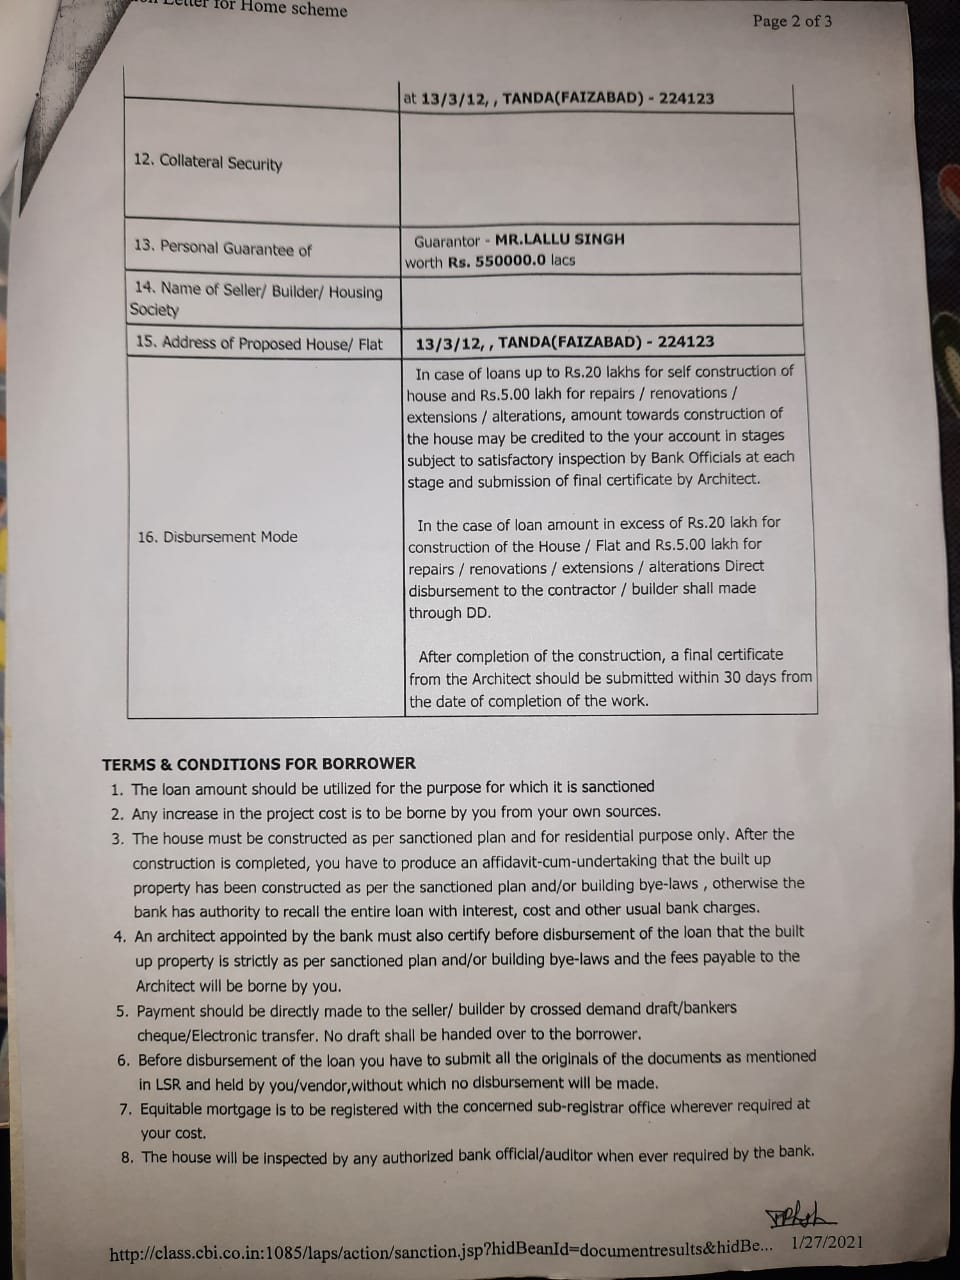 Letter for Home scheme
Page 2 of 3
at 13/3/12, , TANDA(FAIZABAD) - 224123
12. Collateral Security
13. Personal Guarantee of
Guarantor - MR.LALLU SINGH
worth Rs. 550000.0 lacs
14. Name of Seller/ Builder/ Housing
Society
15. Address of Proposed House/ Flat
13/3/12, , TANDA(FAIZABAD) - 224123
16. Disbursement Mode
In case of loans up to Rs.20 lakhs for self construction of
house and Rs.5.00 lakh for repairs / renovations /
extensions / alterations, amount towards construction of
the house may be credited to the your account in stages
subject to satisfactory inspection by Bank Officials at each
stage and submission of final certificate by Architect.
In the case of loan amount in excess of Rs.20 lakh for
construction of the House / Flat and Rs.5.00 lakh for
repairs / renovations / extensions / alterations Direct
disbursement to the contractor / builder shall made
through DD.
After completion of the construction, a final certificate
from the Architect should be submitted within 30 days from
the date of completion of the work.
TERMS & CONDITIONS FOR BORROWER
1. The loan amount should be utilized for the purpose for which it is sanctioned
2. Any increase in the project cost is to be borne by you from your own sources.
3. The house must be constructed as per sanctioned plan and for residential purpose only. After the
construction is completed, you have to produce an affidavit-cum-undertaking that the built up
property has been constructed as per the sanctioned plan and/or building bye-laws , otherwise the
bank has authority to recall the entire loan with interest, cost and other usual bank charges.
4. An architect appointed by the bank must also certify before disbursement of the loan that the built
up property is strictly as per sanctioned plan and/or building bye-laws and the fees payable to the
Architect will be borne by you.
5. Payment should be directly made to the seller/ builder by crossed demand draft/bankers
cheque/Electronic transfer. No draft shall be handed over to the borrower.
6. Before disbursement of the loan you have to submit all the originals of the documents as mentioned
in LSR and held by you/vendor,without which no disbursement will be made.
7. Equitable mortgage is to be registered with the concerned sub-registrar office wherever required at
your cost.
8. The house will be inspected by any authorized bank official/auditor when ever required by the bank.
http://class.cbi.co.in:1085/laps/action/sanction.jsp?hidBeanId=documentresults&hidBe... 1/27/2021